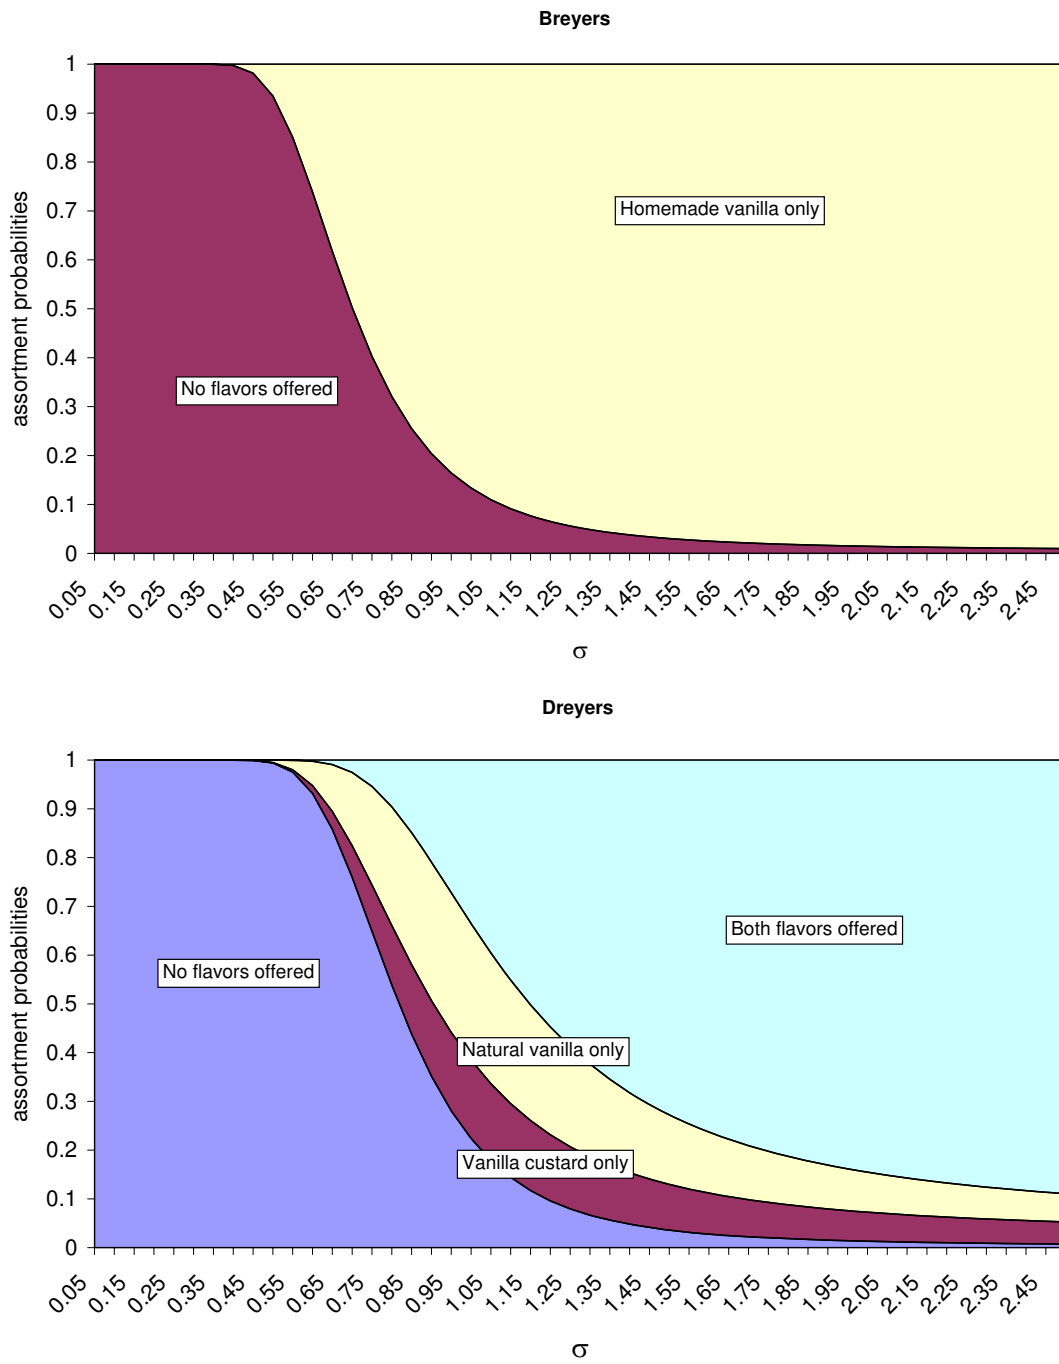 Breyers
1
0.9
0.8
0.7
0.6
0.5
0.4
0.3
0.2
0.1
0
assortment probabilities
Homemade vanilla only
No flavors offered
0.05 0.15 0.25 0.35 0.45 0.55 0.65 0.75 0.85 0.95 1.05 1.15 1.25 1.35 1.45 1.55 1.65 1.75 1.85 1.95 2.05 2.15 2.25 2.35 2.45
σ
Dreyers
1
0.9
0.8
0.7
0.6
0.5
0.4
0.3
0.2
0.1
0
assortment probabilities
Both flavors offered
No flavors offered
Natural vanilla only
Vanilla custard only
0.05 0.15 0.25 0.35 0.45 0.55 0.65 0.75 0.85 0.95 1.05 1.15 1.25 1.35 1.45 1.55 1.65 1.75 1.85 1.95 2.05 2.15 2.25 2.35 2.45
σ